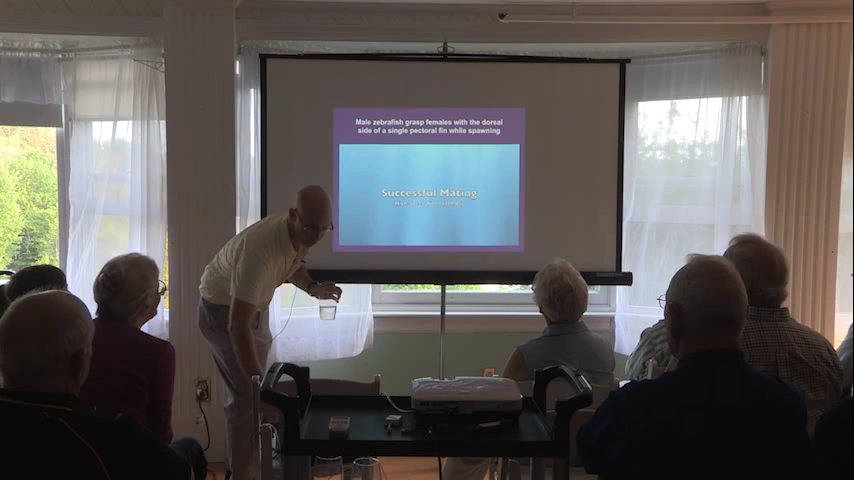 Male zebrafish grasp females with the dorsal
side of a single pectoral fin while spawning
Successful Mating